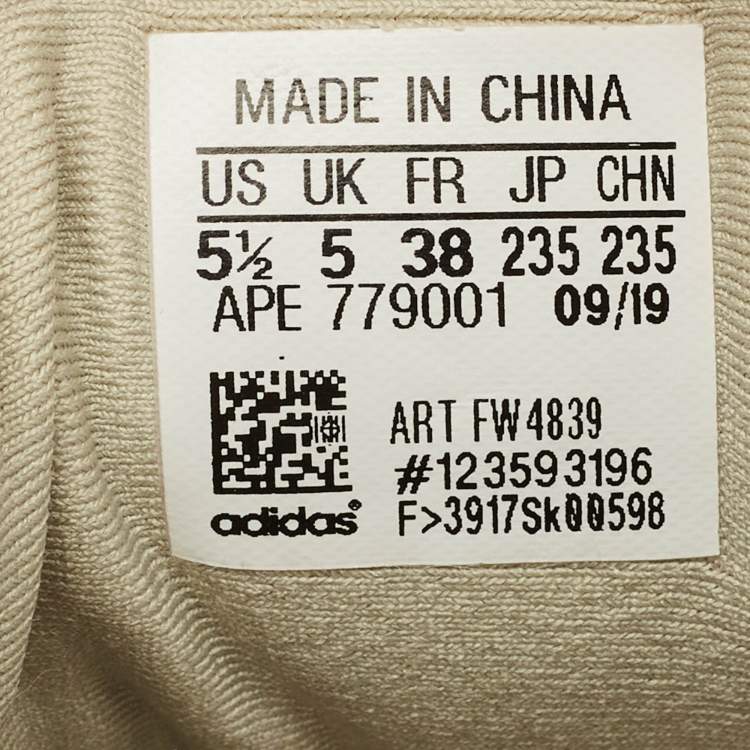 MADE IN CHINA
US UK FR JP CHN
5½ 5 38 235 235
APE 779001 09/19
ART FW4839
#123593196
adidas® F>3917Sk00598